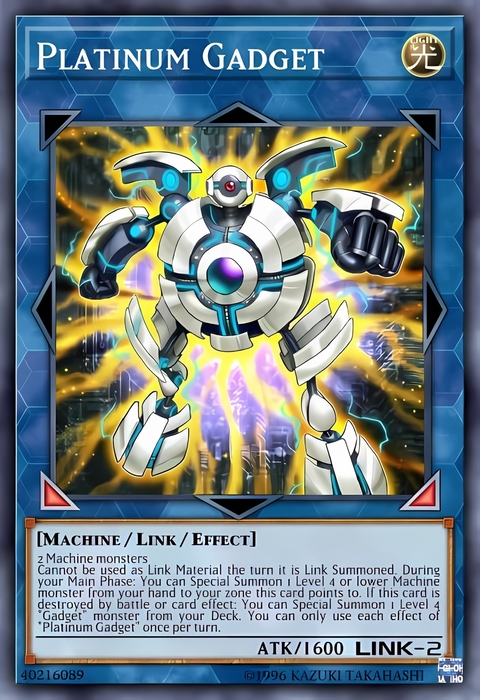 PLATINUM GADGET
LIGHT
光
[MACHINE / LINK / EFFECT]
2 Machine monsters
Cannot be used as Link Material the turn it is Link Summoned. During
your Main Phase: You can Special Summon 1 Level 4 or lower Machine
monster from your hand to your zone this card points to. If this card is
destroyed by battle or card effect: You can Special Summon 1 Level 4
"Gadget" monster from your Deck. You can only use each effect of
"Platinum Gadget" once per turn.
ATK/1600 LINK-2
40216089 ©1996 KAZUKI TAKAHASHI